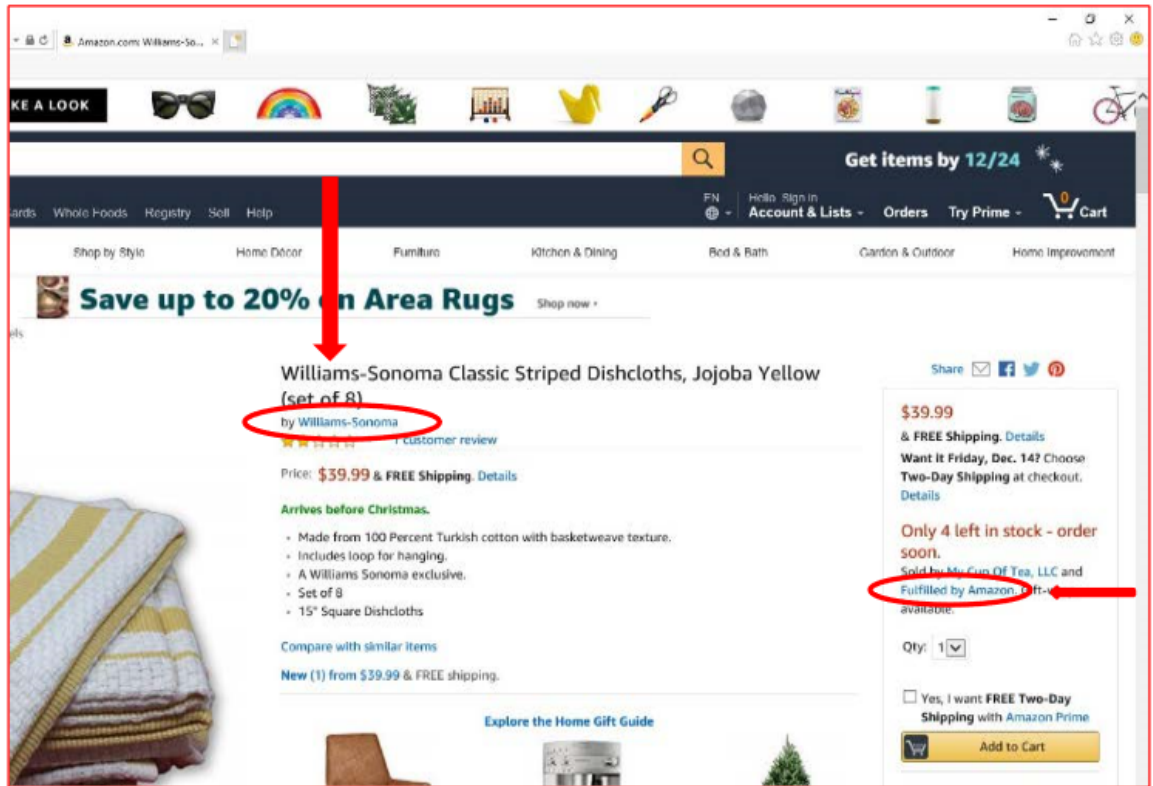 Amazon.com: Williams-So...
KE A LOOK
Get items by 12/24
ards Whole Foods Registry Sell Help
EN
Hello. Sign in
Account & Lists Orders Try Prime 0 Cart
Shop by Style Home Décor Furniture Kitchen & Dining Bed & Bath Garden & Outdoor Home Improvement
Save up to 20% on Area Rugs Shop now ›
els
Williams-Sonoma Classic Striped Dishcloths, Jojoba Yellow
(set of 8)
by Williams-Sonoma
1 customer review
Price: $39.99 & FREE Shipping. Details
Arrives before Christmas.
• Made from 100 Percent Turkish cotton with basketweave texture.
• Includes loop for hanging.
• A Williams Sonoma exclusive.
• Set of 8
• 15" Square Dishcloths
Compare with similar items
New (1) from $39.99 & FREE shipping.
Explore the Home Gift Guide
Share
$39.99
& FREE Shipping. Details
Want it Friday, Dec. 14? Choose
Two-Day Shipping at checkout.
Details
Only 4 left in stock - order
soon.
Sold by My Cup Of Tea, LLC and
Fulfilled by Amazon. Gift-
available.
Qty: 1
Yes, I want FREE Two-Day
Shipping with Amazon Prime
Add to Cart